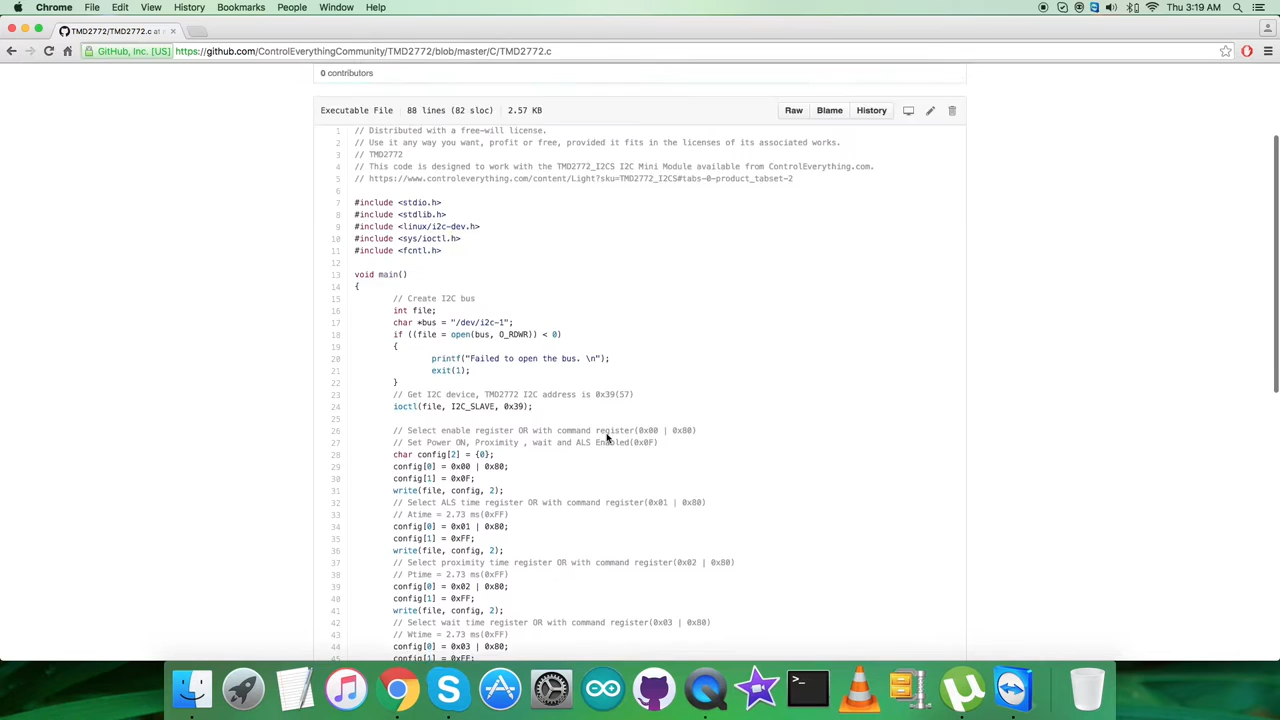 Chrome File Edit View History Bookmarks People Window Help Thu 3:19 AM
TMD2772/TMD2772.c at
GitHub, Inc. [US] https://github.com/ControlEverythingCommunity/TMD2772/blob/master/C/TMD2772.c
0 contributors
Executable File 88 lines (82 sloc) 2.57 KB Raw Blame History
1 // Distributed with a free-will license.
2 // Use it any way you want, profit or free, provided it fits in the licenses of its associated works.
3 // TMD2772
4 // This code is designed to work with the TMD2772_I2CS I2C Mini Module available from ControlEverything.com.
5 // https://www.controleverything.com/content/Light?sku=TMD2772_I2CS#tabs-0-product_tabset-2
6
7 #include <stdio.h>
8 #include <stdlib.h>
9 #include <linux/i2c-dev.h>
10 #include <sys/ioctl.h>
11 #include <fcntl.h>
12
13 void main()
14 {
15 // Create I2C bus
16 int file;
17 char *bus = "/dev/i2c-1";
18 if ((file = open(bus, O_RDWR)) < 0)
19 {
20 printf("Failed to open the bus. \n");
21 exit(1);
22 }
23 // Get I2C device, TMD2772 I2C address is 0x39(57)
24 ioctl(file, I2C_SLAVE, 0x39);
25
26 // Select enable register OR with command register(0x00 | 0x80)
27 // Set Power ON, Proximity , wait and ALS Enabled(0x0F)
28 char config[2] = {0};
29 config[0] = 0x00 | 0x80;
30 config[1] = 0x0F;
31 write(file, config, 2);
32 // Select ALS time register OR with command register(0x01 | 0x80)
33 // Atime = 2.73 ms(0xFF)
34 config[0] = 0x01 | 0x80;
35 config[1] = 0xFF;
36 write(file, config, 2);
37 // Select proximity time register OR with command register(0x02 | 0x80)
38 // Ptime = 2.73 ms(0xFF)
39 config[0] = 0x02 | 0x80;
40 config[1] = 0xFF;
41 write(file, config, 2);
42 // Select wait time register OR with command register(0x03 | 0x80)
43 // Wtime = 2.73 ms(0xFF)
44 config[0] = 0x03 | 0x80;
45 config[1] = 0xFF;